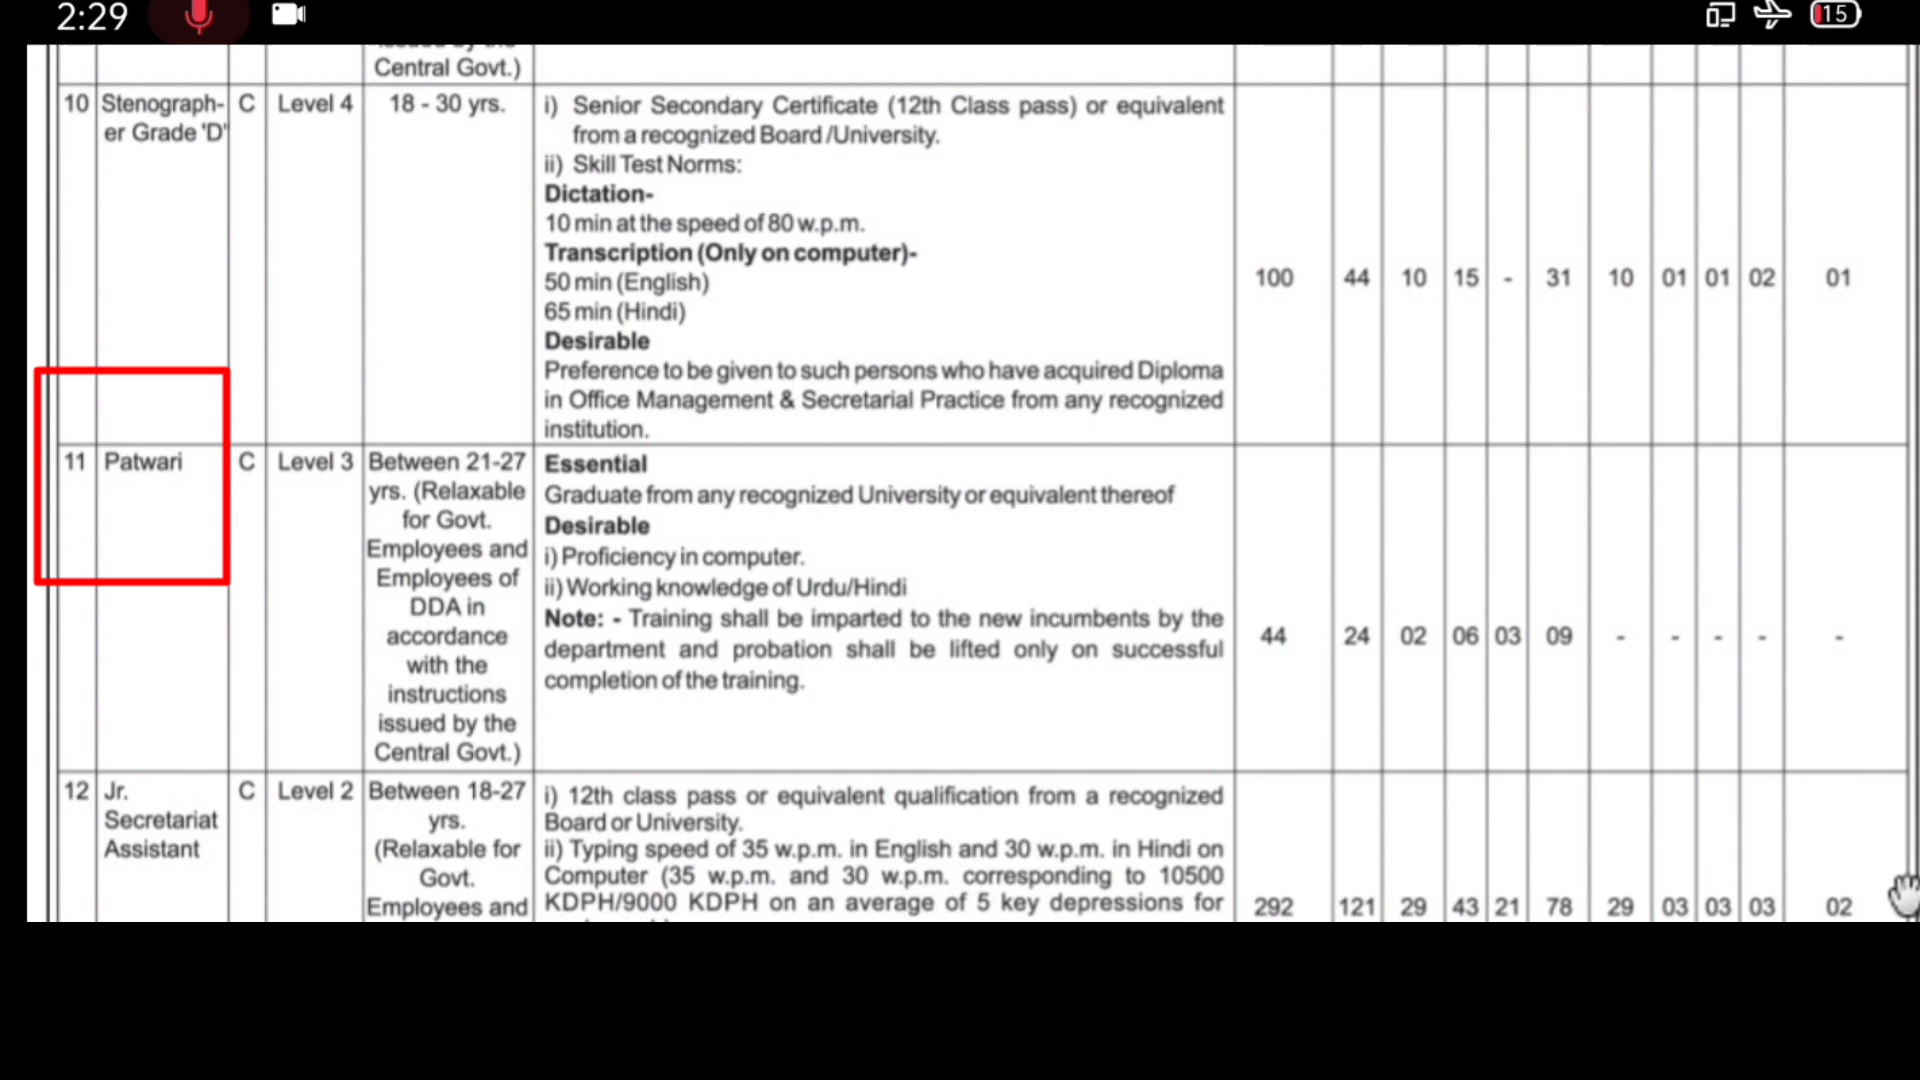 2:29
15
Central Govt.)
10 Stenograph- C Level 4 18 - 30 yrs. i) Senior Secondary Certificate (12th Class pass) or equivalent
er Grade 'D' from a recognized Board /University.
ii) Skill Test Norms:
Dictation-
10 min at the speed of 80 w.p.m.
Transcription (Only on computer)-
50 min (English)
100 44 10 15 - 31 10 01 01 02 01
65 min (Hindi)
Desirable
Preference to be given to such persons who have acquired Diploma
in Office Management & Secretarial Practice from any recognized
institution.
11 Patwari C Level 3 Between 21-27 Essential
yrs. (Relaxable Graduate from any recognized University or equivalent thereof
for Govt. Desirable
Employees and i) Proficiency in computer.
Employees of ii) Working knowledge of Urdu/Hindi
DDA in Note: - Training shall be imparted to the new incumbents by the
accordance department and probation shall be lifted only on successful 44 24 02 06 03 09 - - - - -
with the completion of the training.
instructions
issued by the
Central Govt.)
12 Jr. C Level 2 Between 18-27 i) 12th class pass or equivalent qualification from a recognized
Secretariat yrs. Board or University.
Assistant (Relaxable for ii) Typing speed of 35 w.p.m. in English and 30 w.p.m. in Hindi on
Govt. Computer (35 w.p.m. and 30 w.p.m. corresponding to 10500
Employees and KDPH/9000 KDPH on an average of 5 key depressions for 292 121 29 43 21 78 29 03 03 03 02